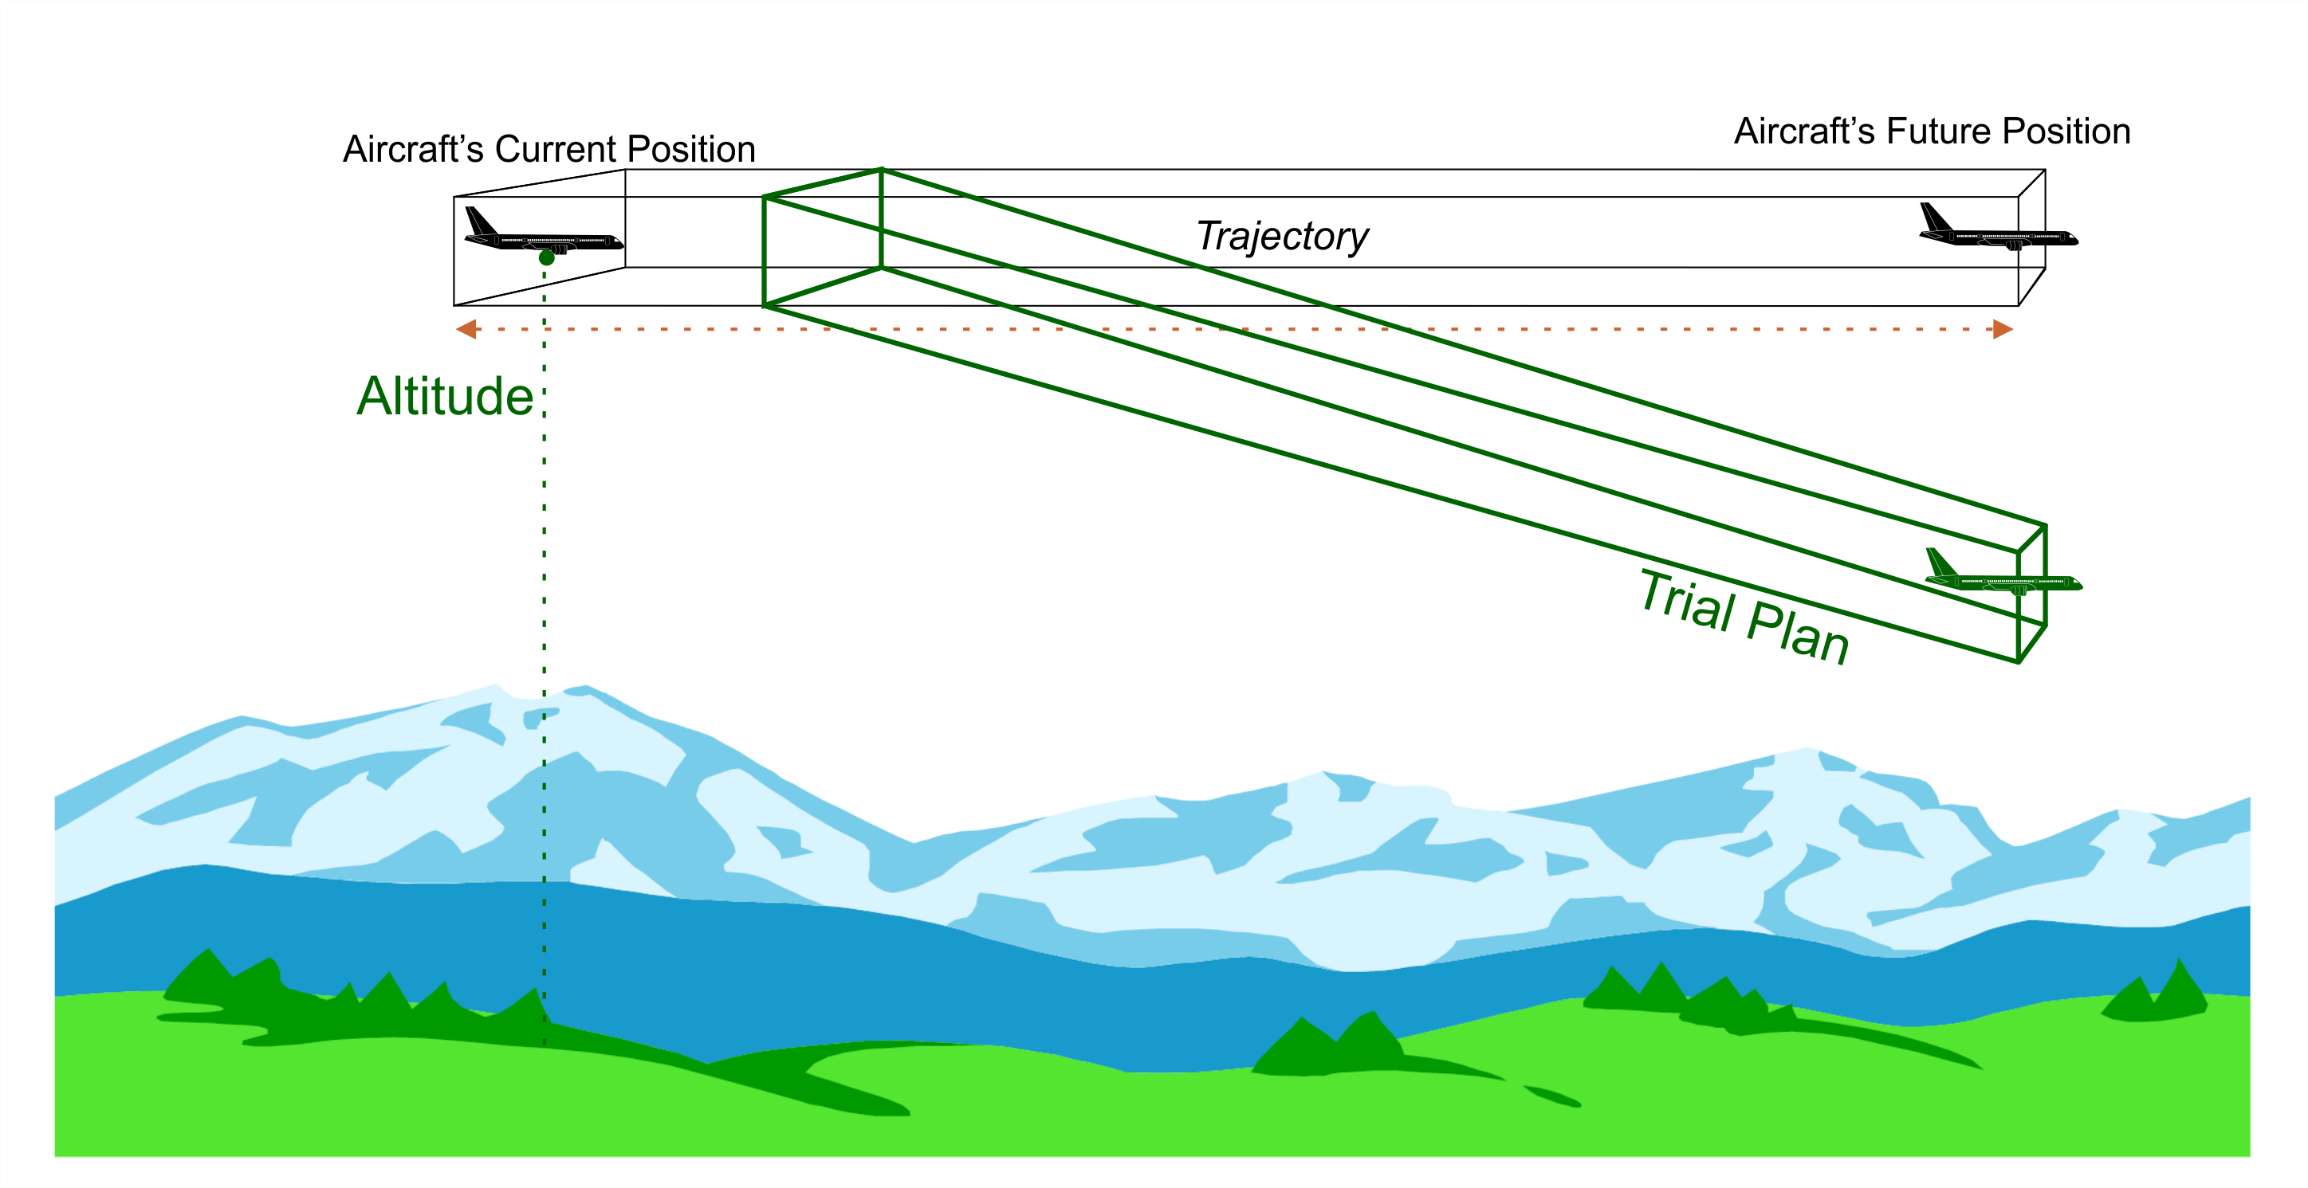 Aircraft’s Current Position
Aircraft’s Future Position
Trajectory
Altitude
Trial Plan